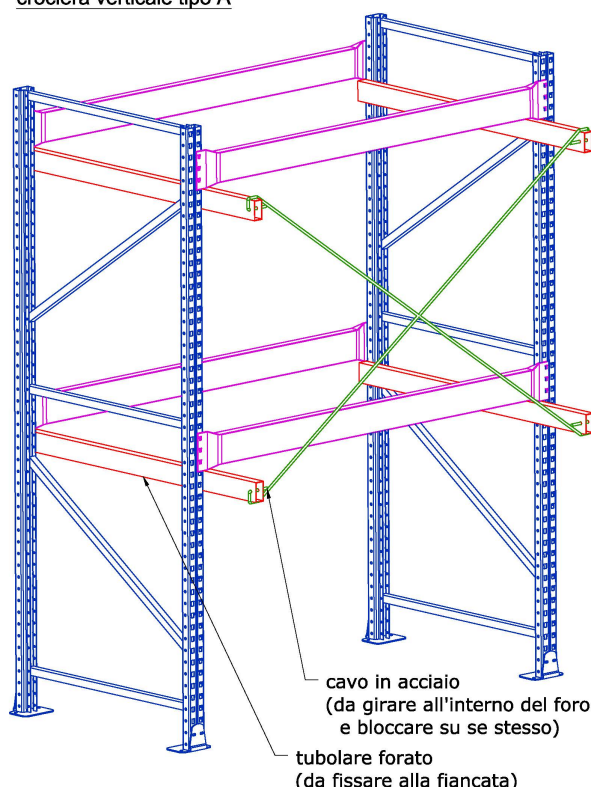 crociera verticale tipo A
cavo in acciaio
(da girare all'interno del foro
e bloccare su se stesso)
tubolare forato
(da fissare alla fiancata)